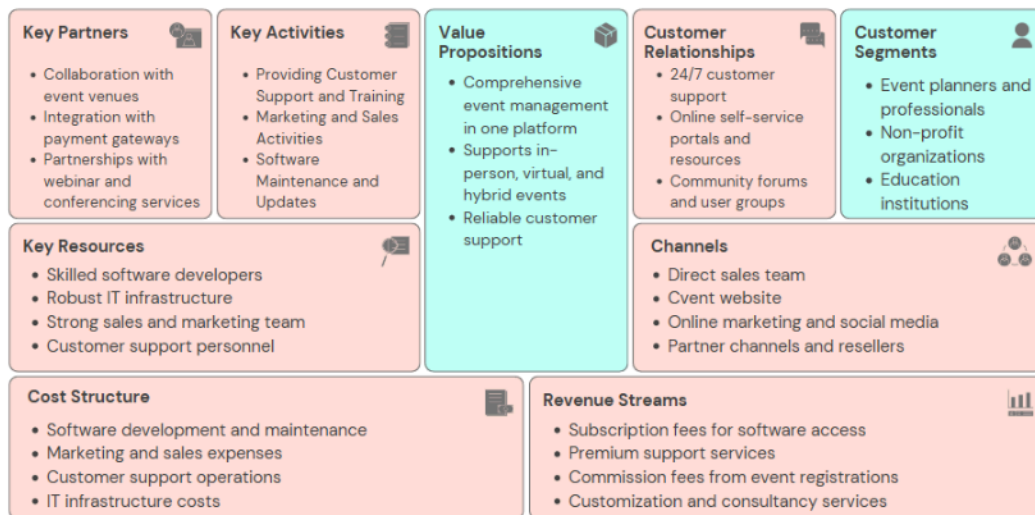 Key Partners
• Collaboration with
event venues
• Integration with
payment gateways
• Partnerships with
webinar and
conferencing services
Key Activities
• Providing Customer
Support and Training
• Marketing and Sales
Activities
• Software
Maintenance and
Updates
Value
Propositions
• Comprehensive
event management
in one platform
• Supports in-
person, virtual, and
hybrid events
• Reliable customer
support
Customer
Relationships
• 24/7 customer
support
• Online self-service
portals and
resources
• Community forums
and user groups
Customer
Segments
• Event planners and
professionals
• Non-profit
organizations
• Education
institutions
Key Resources
• Skilled software developers
• Robust IT infrastructure
• Strong sales and marketing team
• Customer support personnel
Channels
• Direct sales team
• Cvent website
• Online marketing and social media
• Partner channels and resellers
Cost Structure
• Software development and maintenance
• Marketing and sales expenses
• Customer support operations
• IT infrastructure costs
Revenue Streams
• Subscription fees for software access
• Premium support services
• Commission fees from event registrations
• Customization and consultancy services